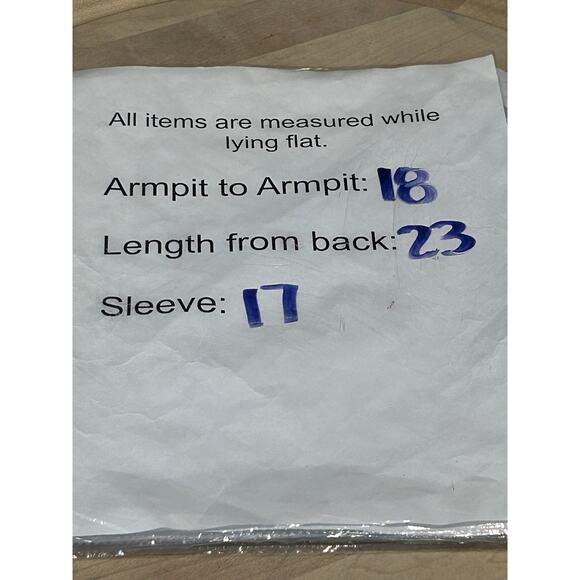 All items are measured while
lying flat.
Armpit to Armpit: 18
Length from back: 23
Sleeve: 17